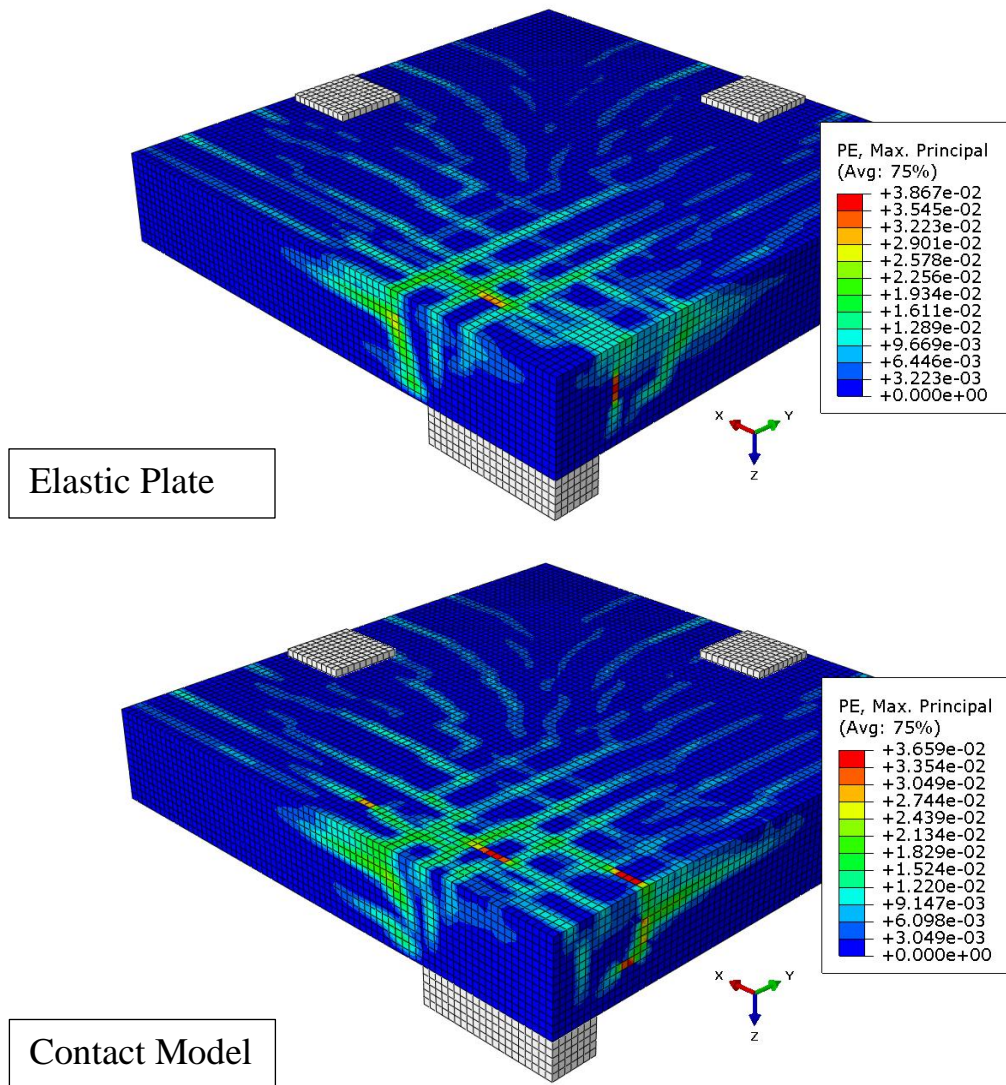 PE, Max. Principal
(Avg: 75%)
+3.867e-02
+3.545e-02
+3.223e-02
+2.901e-02
+2.578e-02
+2.256e-02
+1.934e-02
+1.611e-02
+1.289e-02
+9.669e-03
+6.446e-03
+3.223e-03
+0.000e+00
X
Y
Z
Elastic Plate
PE, Max. Principal
(Avg: 75%)
+3.659e-02
+3.354e-02
+3.049e-02
+2.744e-02
+2.439e-02
+2.134e-02
+1.829e-02
+1.524e-02
+1.220e-02
+9.147e-03
+6.098e-03
+3.049e-03
+0.000e+00
X
Y
Z
Contact Model